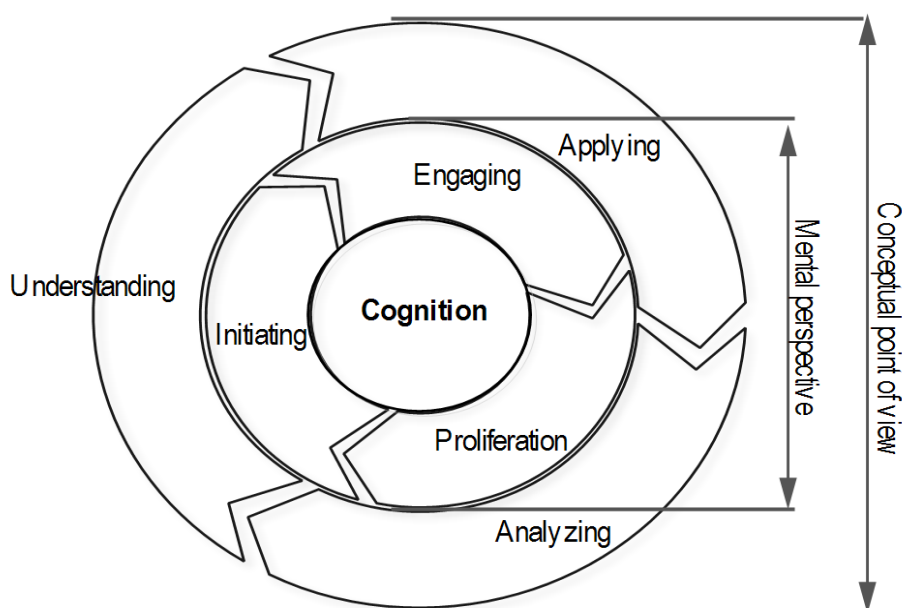 Applying
Engaging
Understanding
Cognition
Initiating
Proliferation
Analyzing
Mental perspective
Conceptual point of view